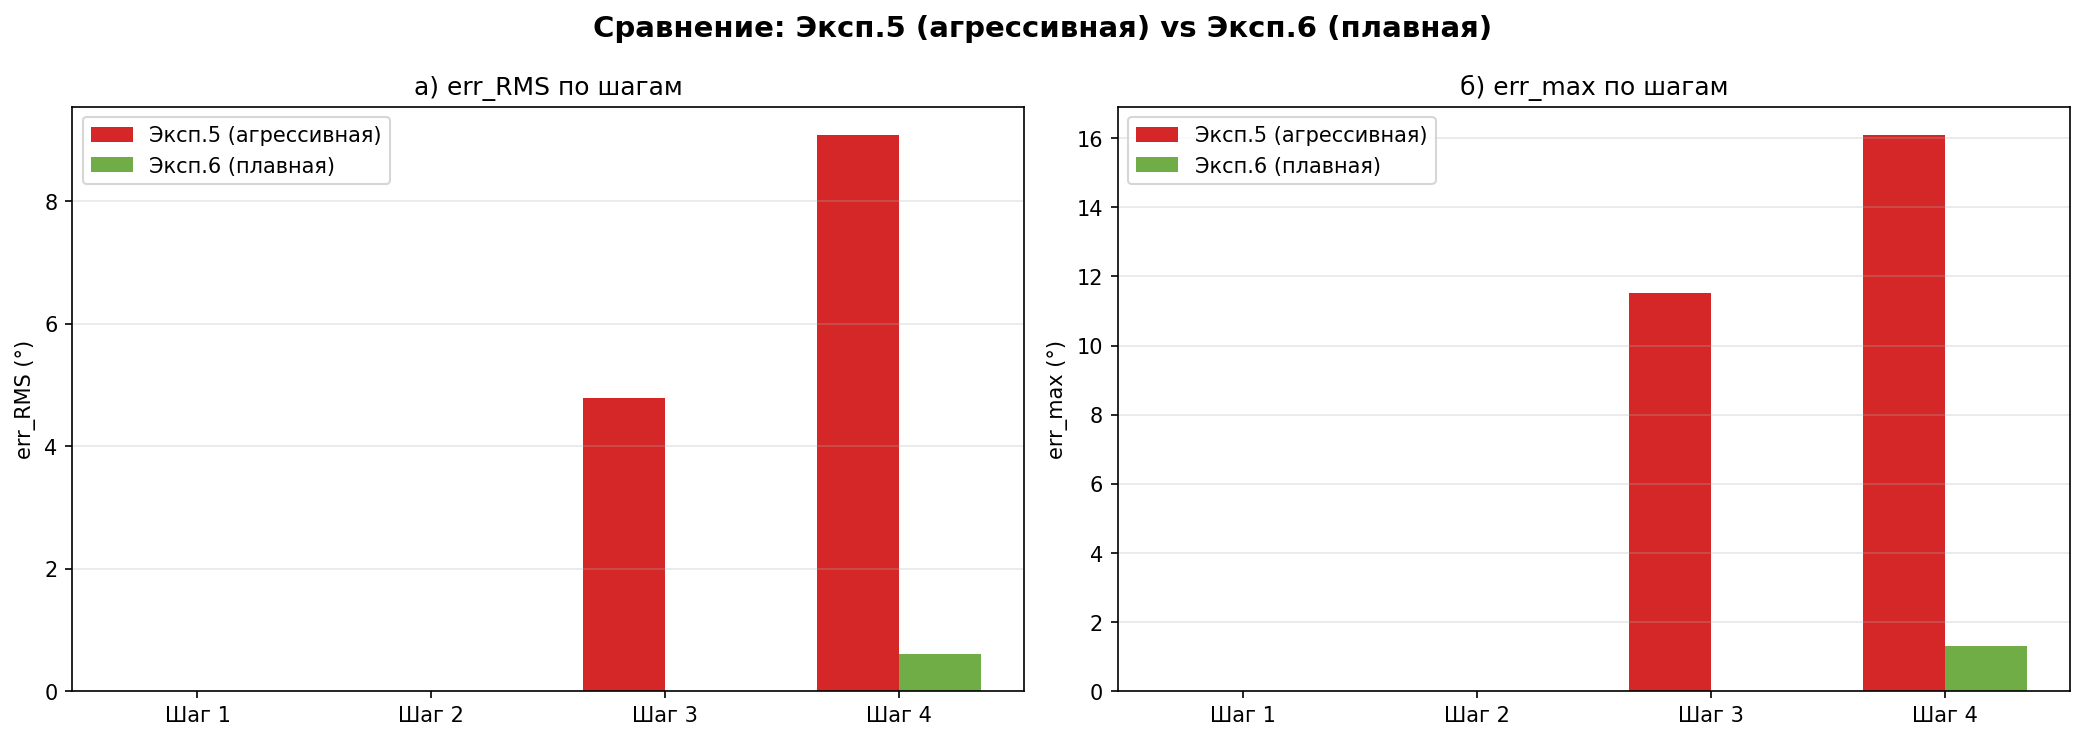 Сравнение: Эксп.5 (агрессивная) vs Эксп.6 (плавная)
а) err_RMS по шагам
Эксп.5 (агрессивная)
Эксп.6 (плавная)
err_RMS (°)
8
6
4
2
0
Шаг 1
Шаг 2
Шаг 3
Шаг 4
б) err_max по шагам
Эксп.5 (агрессивная)
Эксп.6 (плавная)
err_max (°)
16
14
12
10
8
6
4
2
0
Шаг 1
Шаг 2
Шаг 3
Шаг 4